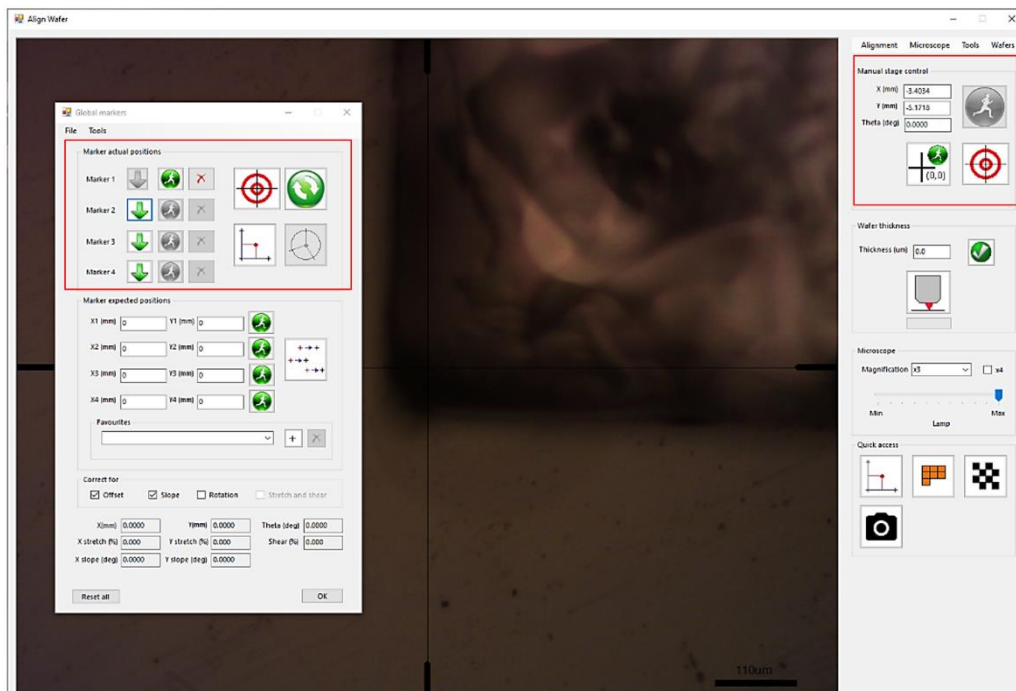 Align Wafer
Alignment Microscope Tools Wafers
Manual stage control
X (mm) -3.4034
Y (mm) -5.1718
Theta (deg) 0.0000
(0,0)
Wafer thickness
Thickness (um) 0.0
Microscope
Magnification x3 x4
Min Max
Lamp
Quick access
Global markers
File Tools
Marker actual positions
Marker 1
Marker 2
Marker 3
Marker 4
Marker expected positions
X1 (mm) 0 Y1 (mm) 0
X2 (mm) 0 Y2 (mm) 0
X3 (mm) 0 Y3 (mm) 0
X4 (mm) 0 Y4 (mm) 0
Favourites
Correct for
Offset Slope Rotation Stretch and shear
X(mm) 0.0000 Y(mm) 0.0000 Theta (deg) 0.0000
X stretch (%) 0.000 Y stretch (%) 0.000 Shear (%) 0.000
X slope (deg) 0.0000 Y slope (deg) 0.0000
Reset all OK
110um